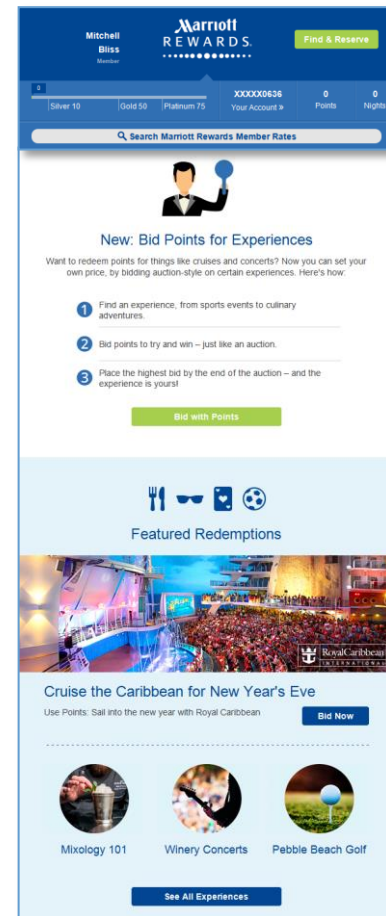 Mitchell
Bliss
Member
Marriott
REWARDS.
Find & Reserve
0
Silver 10 Gold 50 Platinum 75
XXXXX0636
Your Account »
0
Points
0
Nights
Search Marriott Rewards Member Rates
New: Bid Points for Experiences
Want to redeem points for things like cruises and concerts? Now you can set your
own price, by bidding auction-style on certain experiences. Here's how:
1 Find an experience, from sports events to culinary
adventures.
2 Bid points to try and win – just like an auction.
3 Place the highest bid by the end of the auction – and the
experience is yours!
Bid with Points
Featured Redemptions
RoyalCaribbean
INTERNATIONAL
Cruise the Caribbean for New Year's Eve
Use Points: Sail into the new year with Royal Caribbean
Bid Now
Mixology 101 Winery Concerts Pebble Beach Golf
See All Experiences